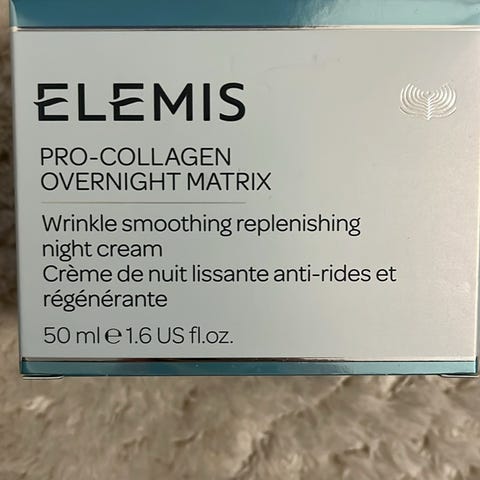 ELEMIS
PRO-COLLAGEN
OVERNIGHT MATRIX
Wrinkle smoothing replenishing
night cream
Crème de nuit lissante anti-rides et
régénérante
50 ml ℮ 1.6 US fl.oz.